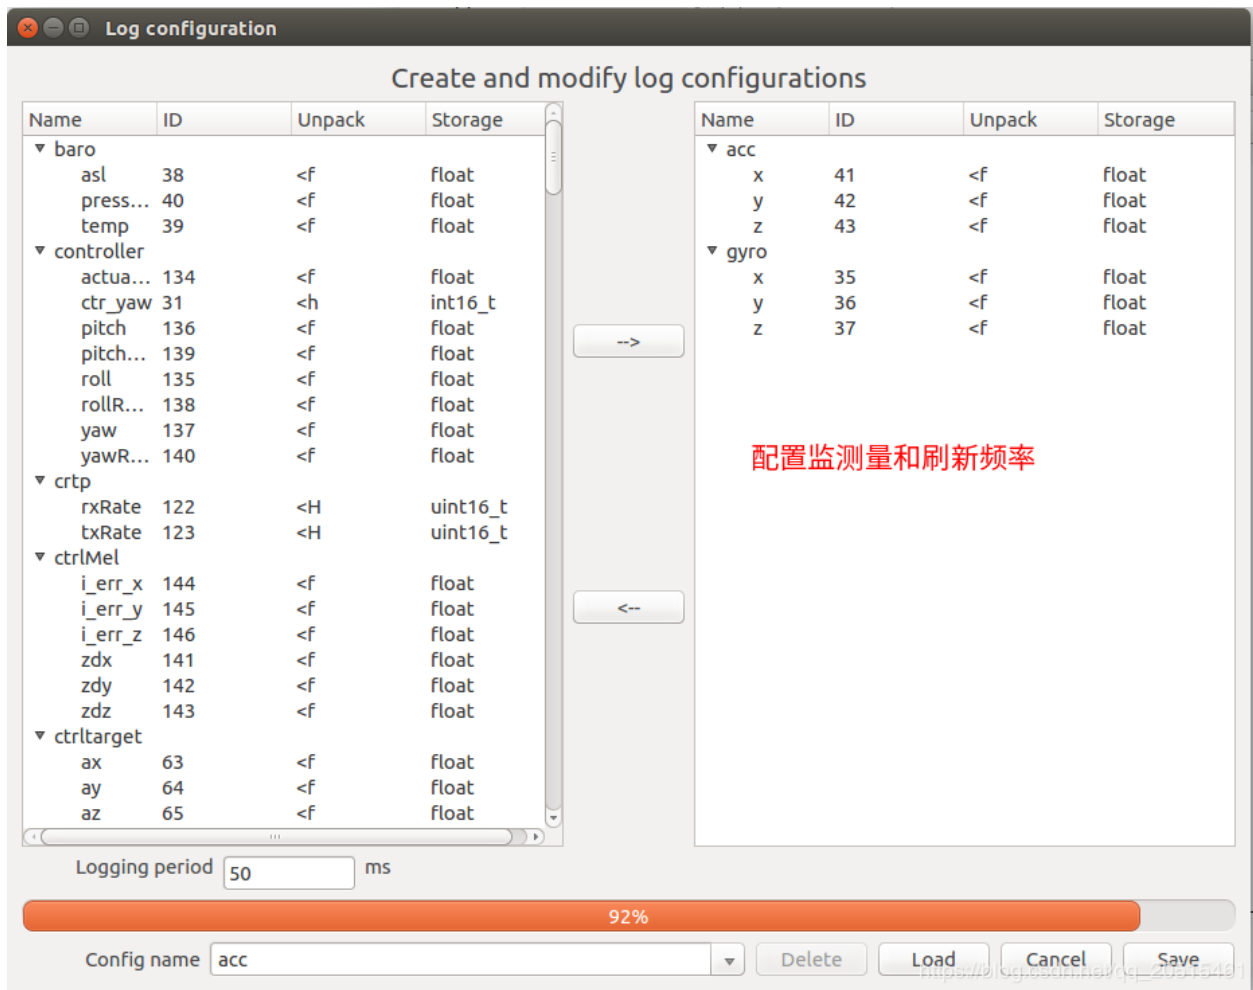 Log configuration
Create and modify log configurations
Name ID Unpack Storage
baro
asl 38 <f float
press... 40 <f float
temp 39 <f float
controller
actua... 134 <f float
ctr_yaw 31 <h int16_t
pitch 136 <f float
pitch... 139 <f float
roll 135 <f float
rollR... 138 <f float
yaw 137 <f float
yawR... 140 <f float
crtp
rxRate 122 <H uint16_t
txRate 123 <H uint16_t
ctrlMel
i_err_x 144 <f float
i_err_y 145 <f float
i_err_z 146 <f float
zdx 141 <f float
zdy 142 <f float
zdz 143 <f float
ctrltarget
ax 63 <f float
ay 64 <f float
az 65 <f float
-->
<--
Name ID Unpack Storage
acc
x 41 <f float
y 42 <f float
z 43 <f float
gyro
x 35 <f float
y 36 <f float
z 37 <f float
配置监测量和刷新频率
Logging period 50 ms
92%
Config name acc Delete Load Cancel Save